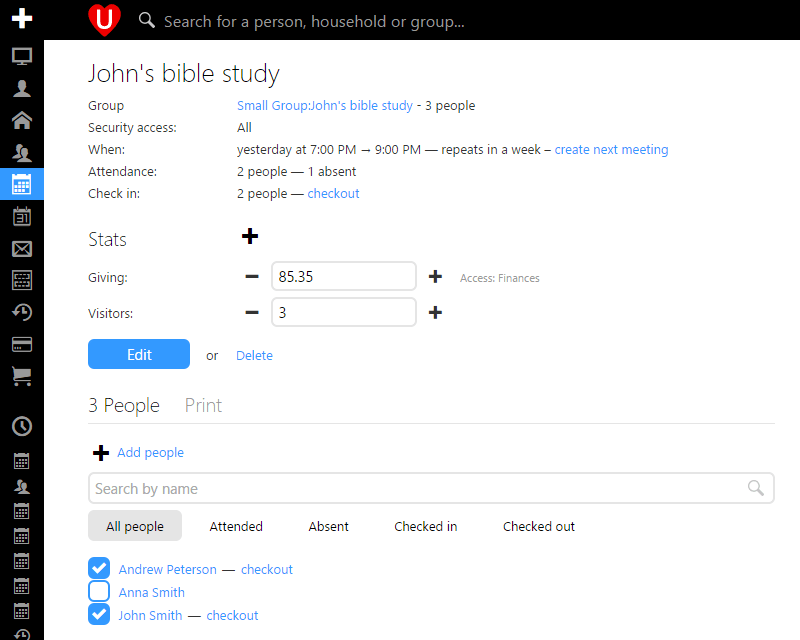 U Search for a person, household or group...
John's bible study
Group Small Group:John's bible study - 3 people
Security access: All
When: yesterday at 7:00 PM → 9:00 PM — repeats in a week – create next meeting
Attendance: 2 people — 1 absent
Check in: 2 people — checkout
31
Stats
Giving: 85.35 Access: Finances
Visitors: 3
Edit or Delete
3 People Print
Add people
Search by name
All people Attended Absent Checked in Checked out
Andrew Peterson — checkout
Anna Smith
John Smith — checkout